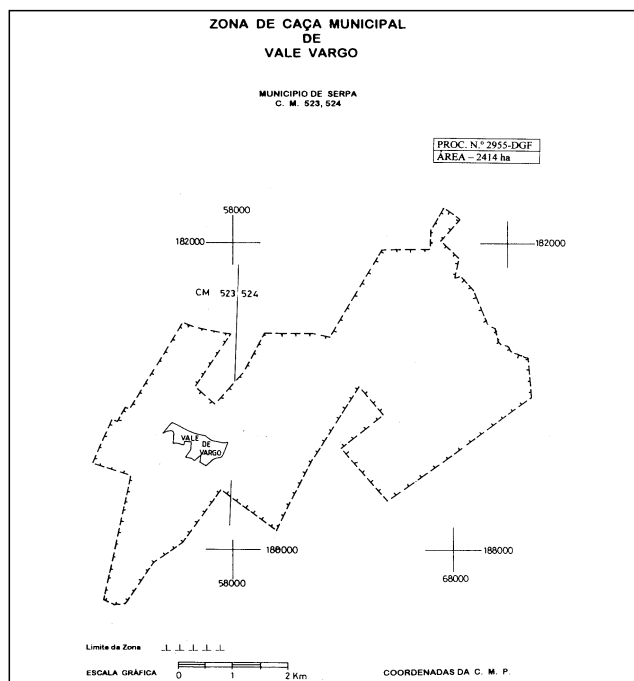 ZONA DE CAÇA MUNICIPAL
DE
VALE VARGO
MUNICIPIO DE SERPA
C. M. 523, 524
PROC. N.º 2955-DGF
ÁREA – 2414 ha
58000
182000
182000
CM 523 524
VALE
DE
VARGO
188000
188000
58000
68000
Limite da Zona
ESCALA GRÁFICA 0 1 2 Km
COORDENADAS DA C. M. P.